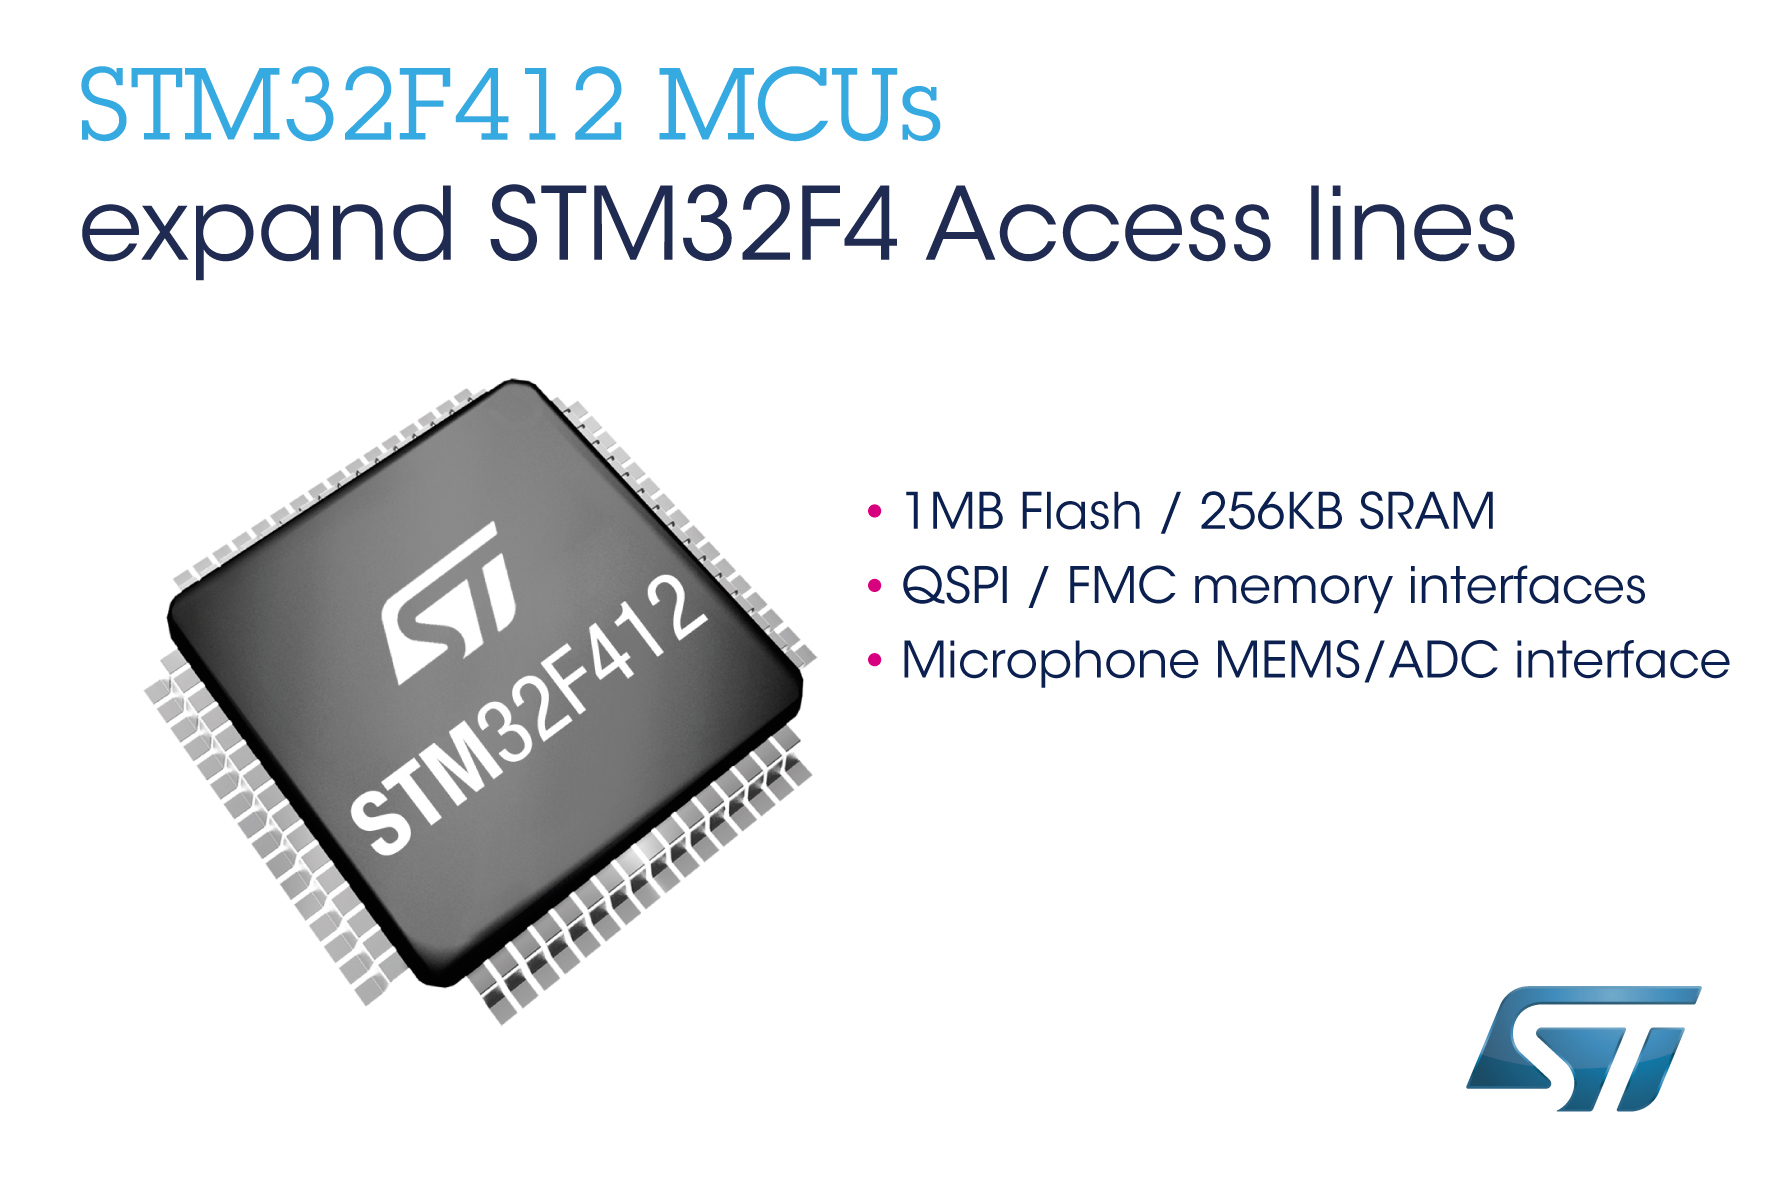 STM32F412 MCUs
expand STM32F4 Access lines
ST
STM32F412
• 1MB Flash / 256KB SRAM
• QSPI / FMC memory interfaces
• Microphone MEMS/ADC interface
ST